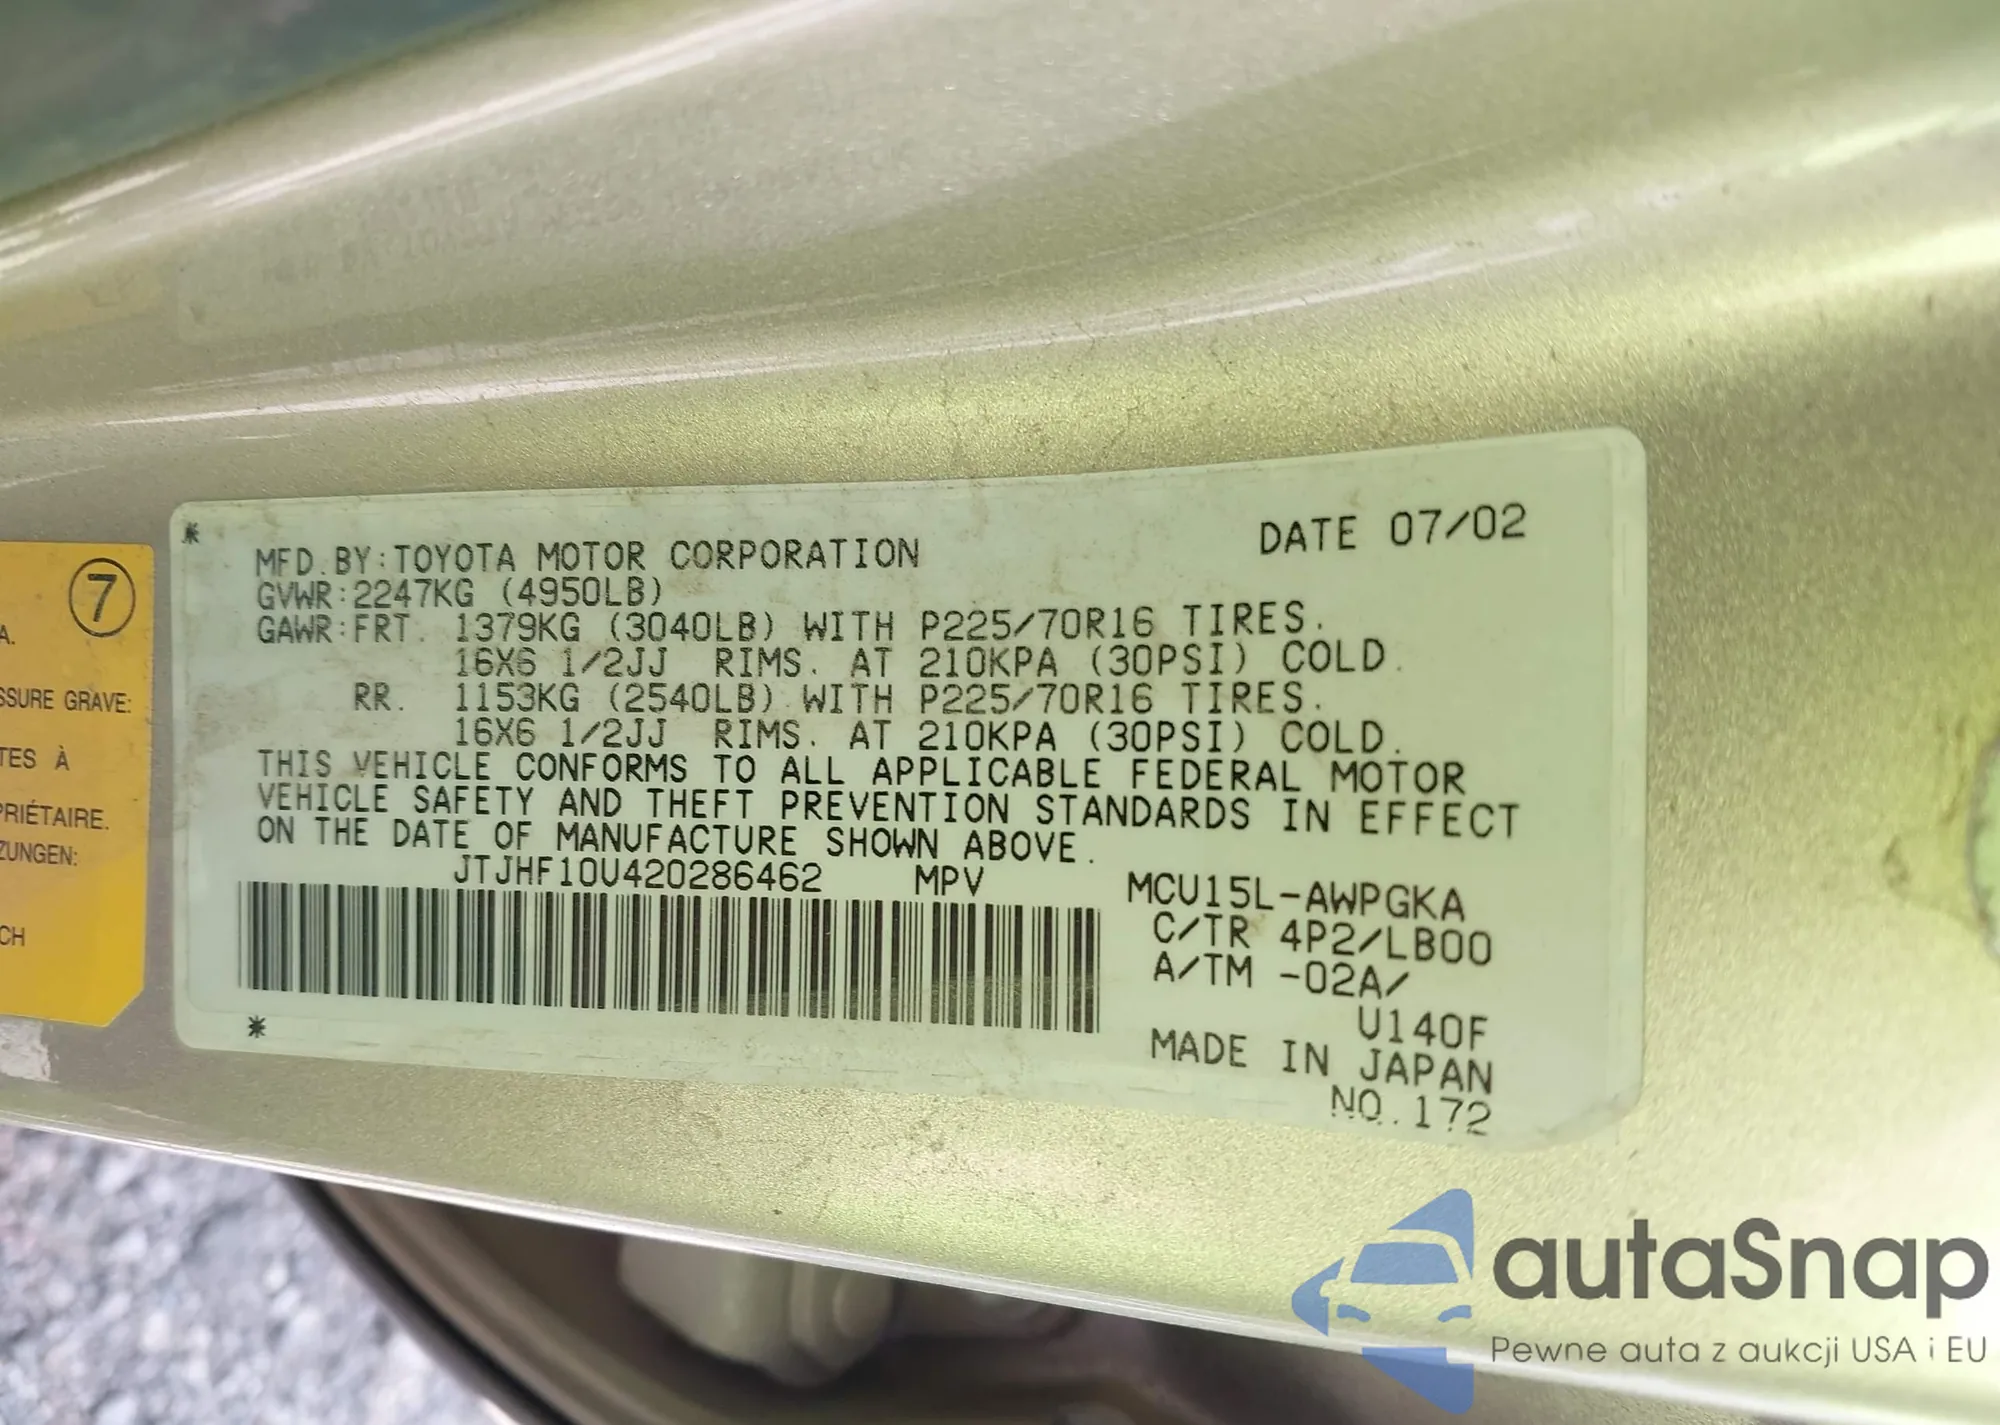 7
A.
SSURE GRAVE:
TES À
PRIÉTAIRE.
ZUNGEN:
CH
* DATE 07/02
MFD.BY:TOYOTA MOTOR CORPORATION
GVWR:2247KG (4950LB)
GAWR:FRT. 1379KG (3040LB) WITH P225/70R16 TIRES.
16X6 1/2JJ RIMS. AT 210KPA (30PSI) COLD.
RR. 1153KG (2540LB) WITH P225/70R16 TIRES.
16X6 1/2JJ RIMS. AT 210KPA (30PSI) COLD.
THIS VEHICLE CONFORMS TO ALL APPLICABLE FEDERAL MOTOR
VEHICLE SAFETY AND THEFT PREVENTION STANDARDS IN EFFECT
ON THE DATE OF MANUFACTURE SHOWN ABOVE.
JTJHF10U420286462 MPV MCU15L-AWPGKA
C/TR 4P2/LB00
A/TM -02A/
U140F
*
MADE IN JAPAN
NO.172
autaSnap
Pewne auta z aukcji USA i EU